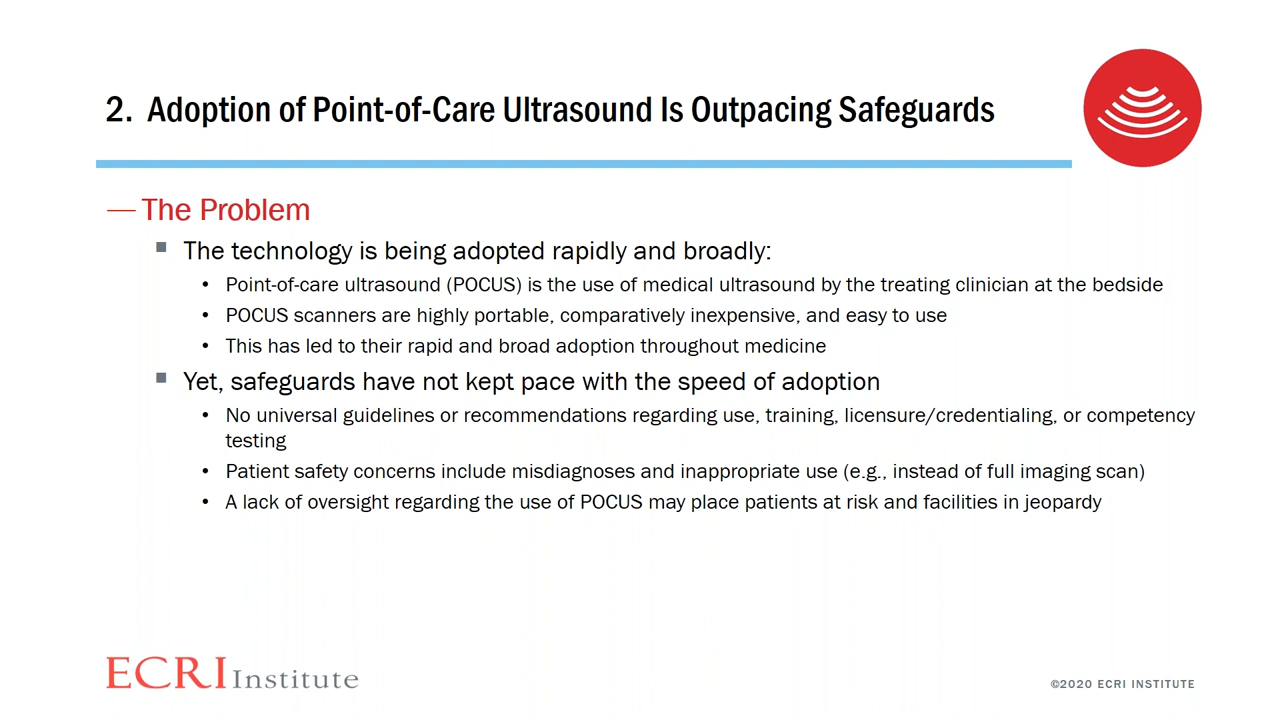 2. Adoption of Point-of-Care Ultrasound Is Outpacing Safeguards
— The Problem
▪ The technology is being adopted rapidly and broadly:
• Point-of-care ultrasound (POCUS) is the use of medical ultrasound by the treating clinician at the bedside
• POCUS scanners are highly portable, comparatively inexpensive, and easy to use
• This has led to their rapid and broad adoption throughout medicine
▪ Yet, safeguards have not kept pace with the speed of adoption
• No universal guidelines or recommendations regarding use, training, licensure/credentialing, or competency
testing
• Patient safety concerns include misdiagnoses and inappropriate use (e.g., instead of full imaging scan)
• A lack of oversight regarding the use of POCUS may place patients at risk and facilities in jeopardy
ECRI Institute
©2020 ECRI INSTITUTE